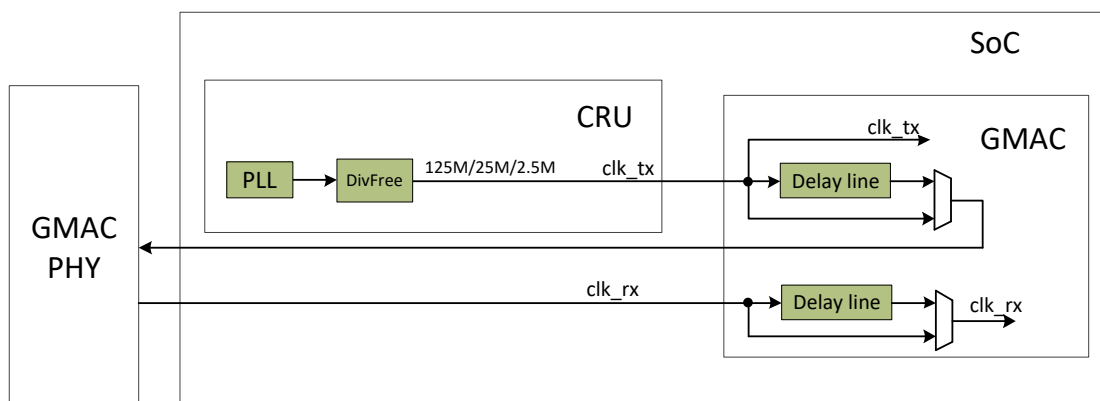 SoC
CRU
GMAC
clk_tx
125M/25M/2.5M
clk_tx
PLL
DivFree
Delay line
GMAC
PHY
clk_rx
Delay line
clk_rx